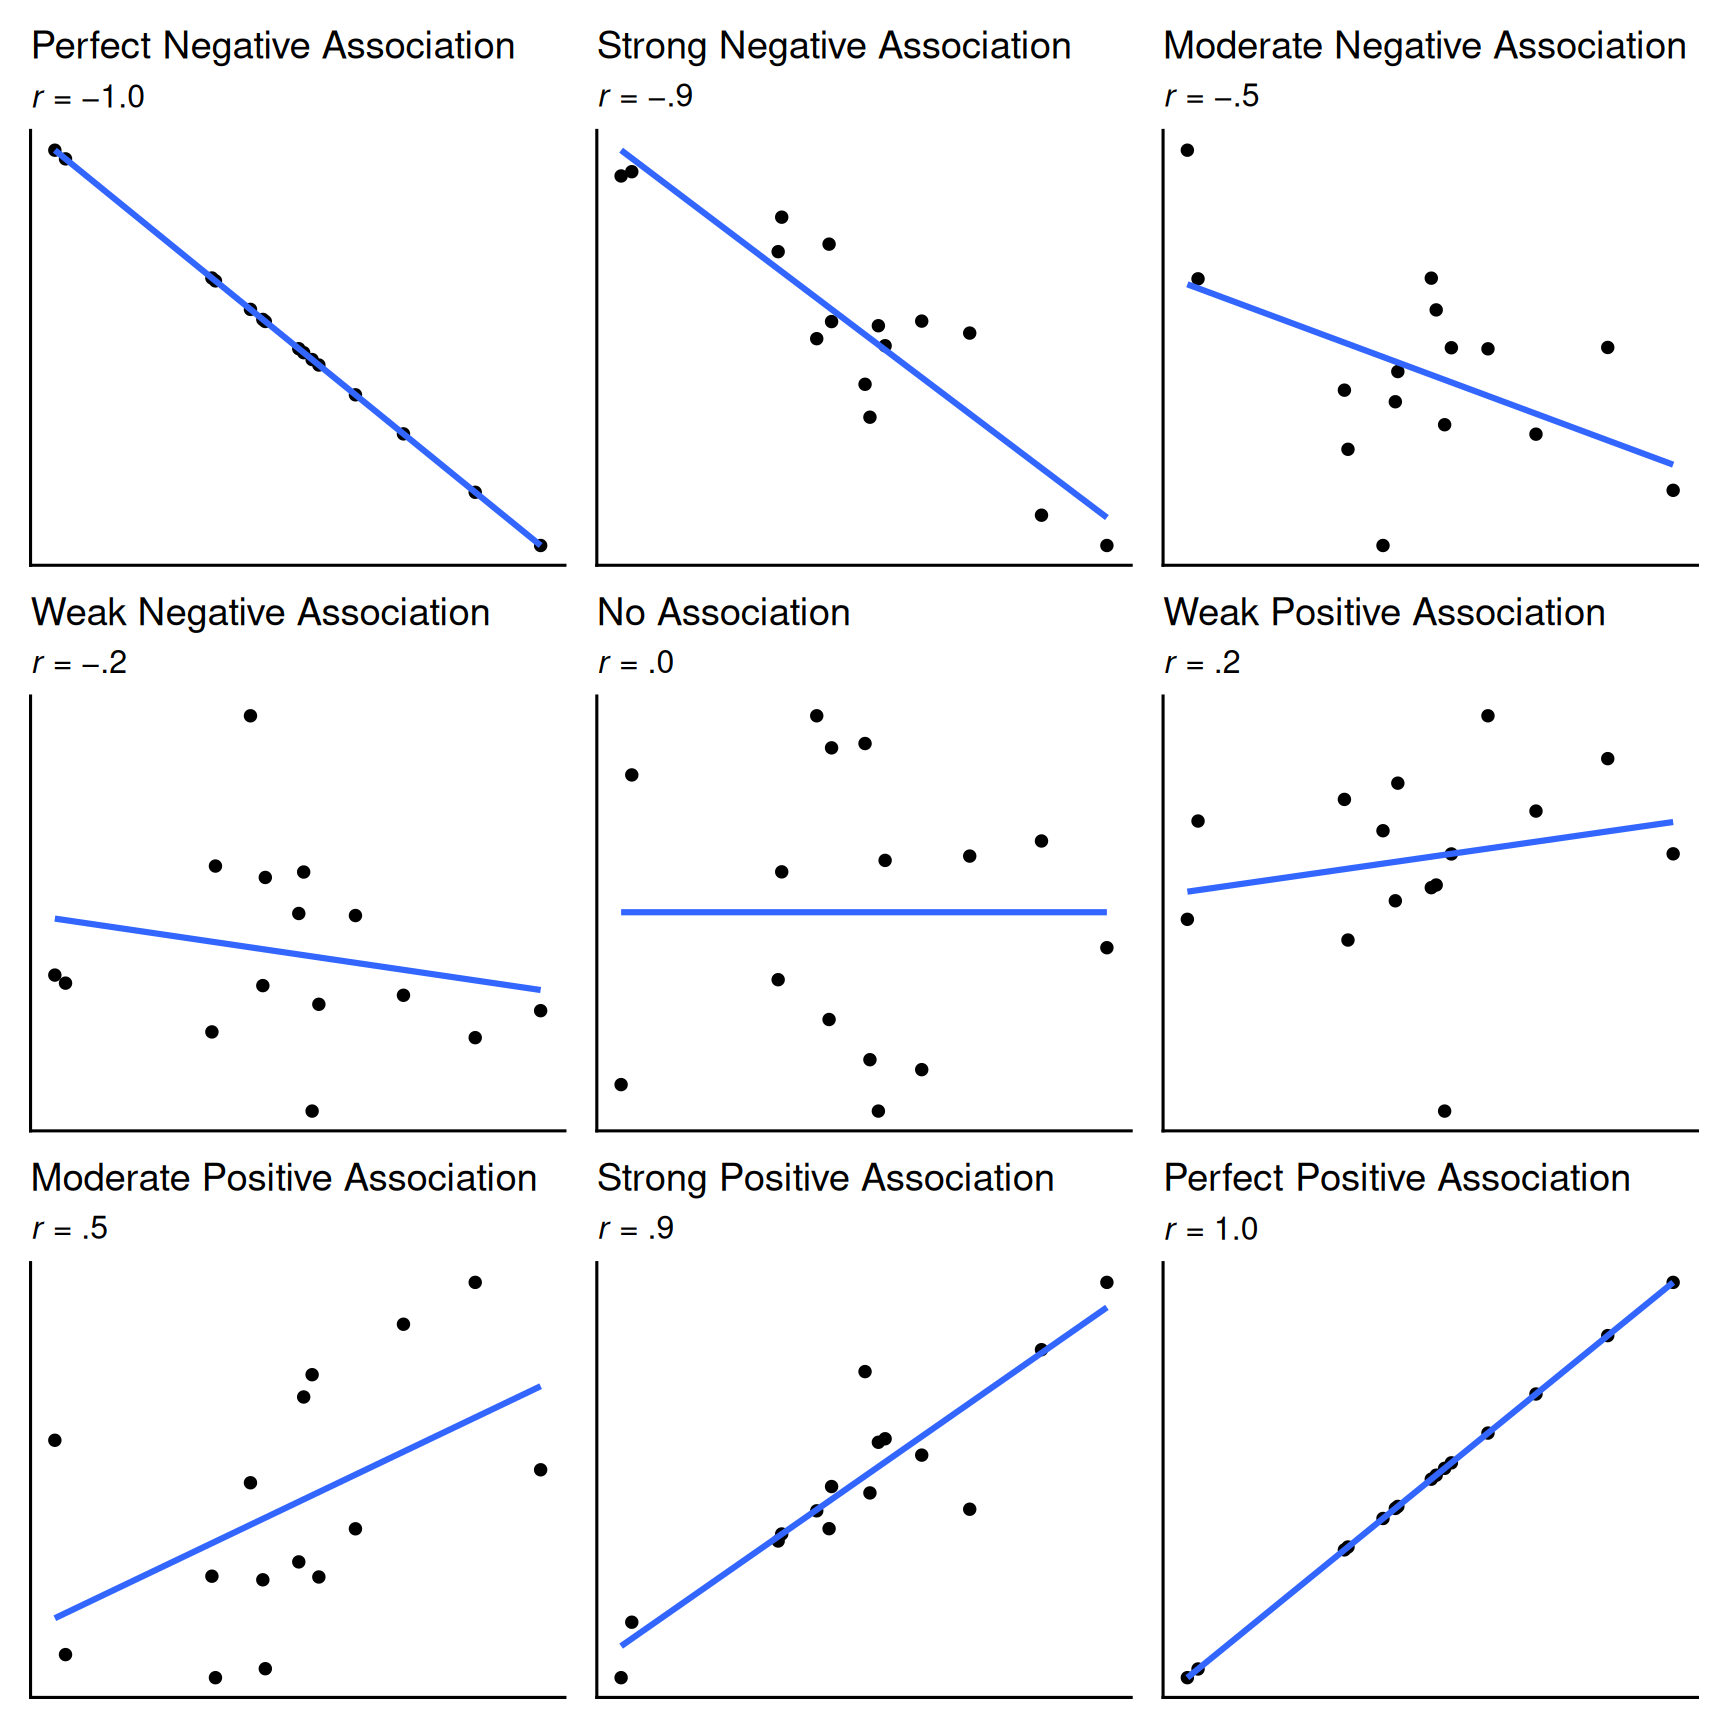 Perfect Negative Association
r = −1.0
Strong Negative Association
r = −.9
Moderate Negative Association
r = −.5
Weak Negative Association
r = −.2
No Association
r = .0
Weak Positive Association
r = .2
Moderate Positive Association
r = .5
Strong Positive Association
r = .9
Perfect Positive Association
r = 1.0